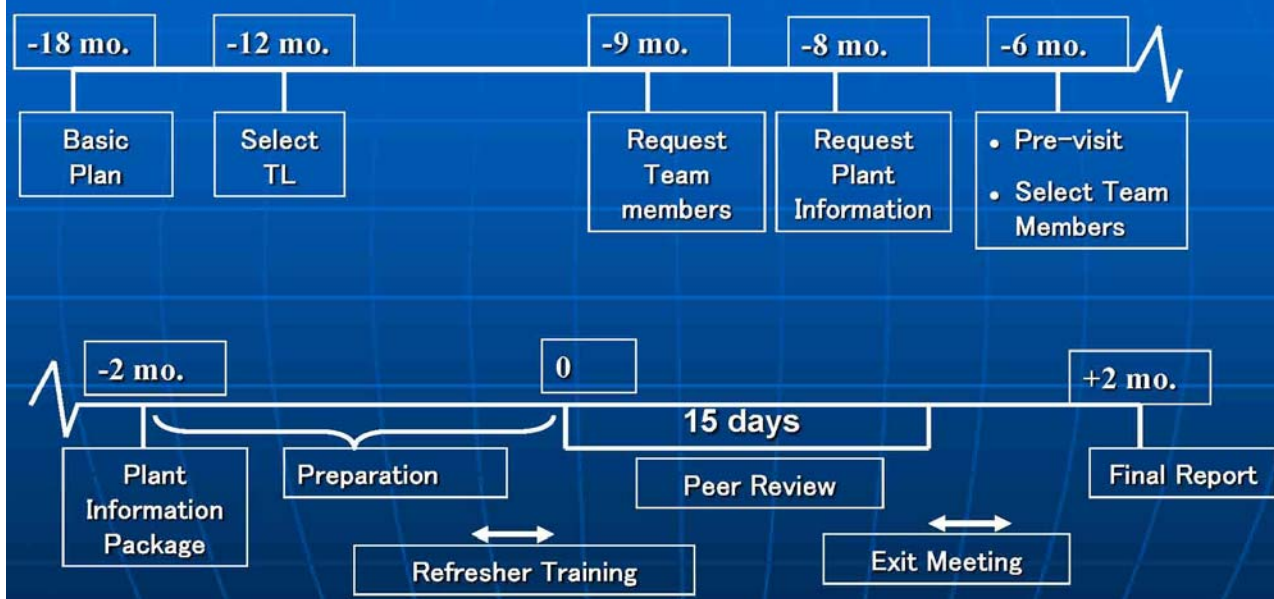 -18 mo.
-12 mo.
-9 mo.
-8 mo.
-6 mo.
Basic
Plan
Select
TL
Request
Team
members
Request
Plant
Information
• Pre-visit
• Select Team
Members
-2 mo.
0
+2 mo.
15 days
Plant
Information
Package
Preparation
Peer Review
Final Report
Refresher Training
Exit Meeting